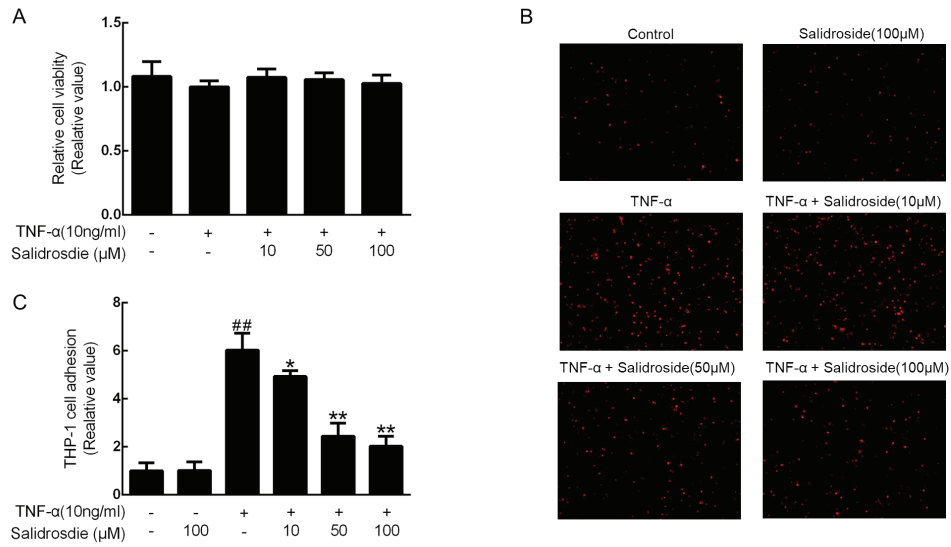 A
Relative cell viablity
(Realative value)
1.5
1.0
0.5
0.0
TNF-α(10ng/ml) - + + + +
Salidrosdie (μM) - - 10 50 100
B
Control
Salidroside(100μM)
TNF-α
TNF-α + Salidroside(10μM)
TNF-α + Salidroside(50μM)
TNF-α + Salidroside(100μM)
C
THP-1 cell adhesion
(Realative value)
8
6
4
2
0
##
*
**
**
TNF-α(10ng/ml) - - + + + +
Salidrosdie (μM) - 100 - 10 50 100